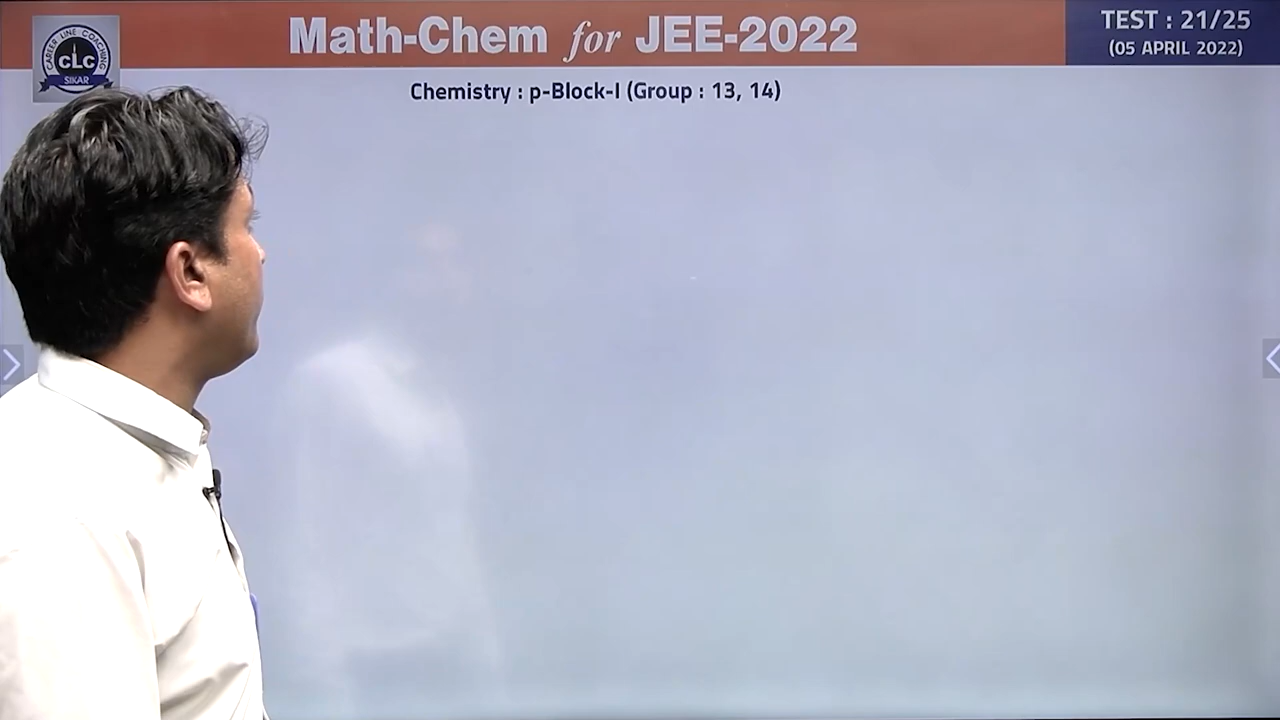 Math-Chem for JEE-2022
TEST : 21/25
(05 APRIL 2022)
CAREER LINE COACHING
CLC
SIKAR
Chemistry : p-Block-I (Group : 13, 14)